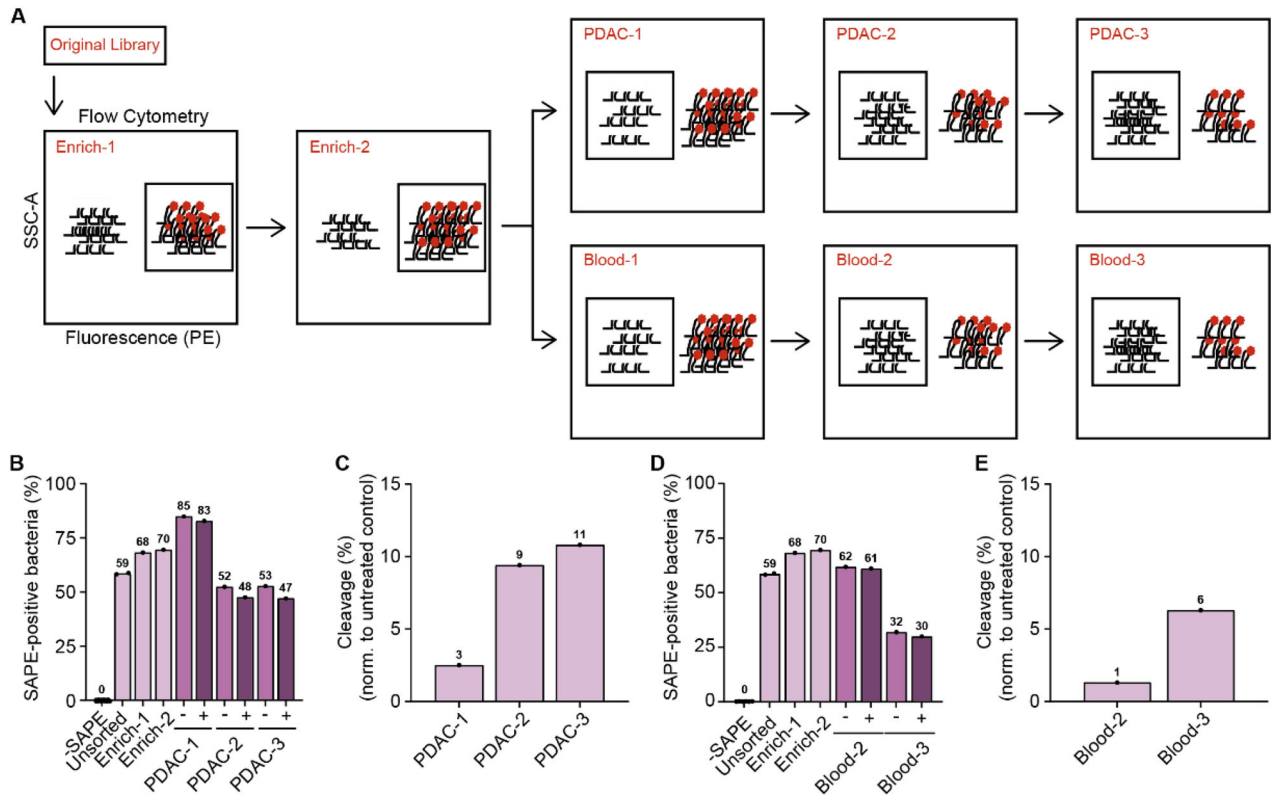 A
Original Library
Flow Cytometry
Enrich-1
SSC-A
Fluorescence (PE)
Enrich-2
PDAC-1
PDAC-2
PDAC-3
Blood-1
Blood-2
Blood-3
B
SAPE-positive bacteria (%)
100
75
50
25
0
0
59
68
70
85
83
52
48
53
47
- + - + - +
-SAPE
Unsorted
Enrich-1
Enrich-2
PDAC-1
PDAC-2
PDAC-3
C
Cleavage (%)
(norm. to untreated control)
15
10
5
0
3
9
11
PDAC-1
PDAC-2
PDAC-3
D
SAPE-positive bacteria (%)
100
75
50
25
0
0
59
68
70
62
61
32
30
- + - +
-SAPE
Unsorted
Enrich-1
Enrich-2
Blood-2
Blood-3
E
Cleavage (%)
(norm. to untreated control)
15
10
5
0
1
6
Blood-2
Blood-3